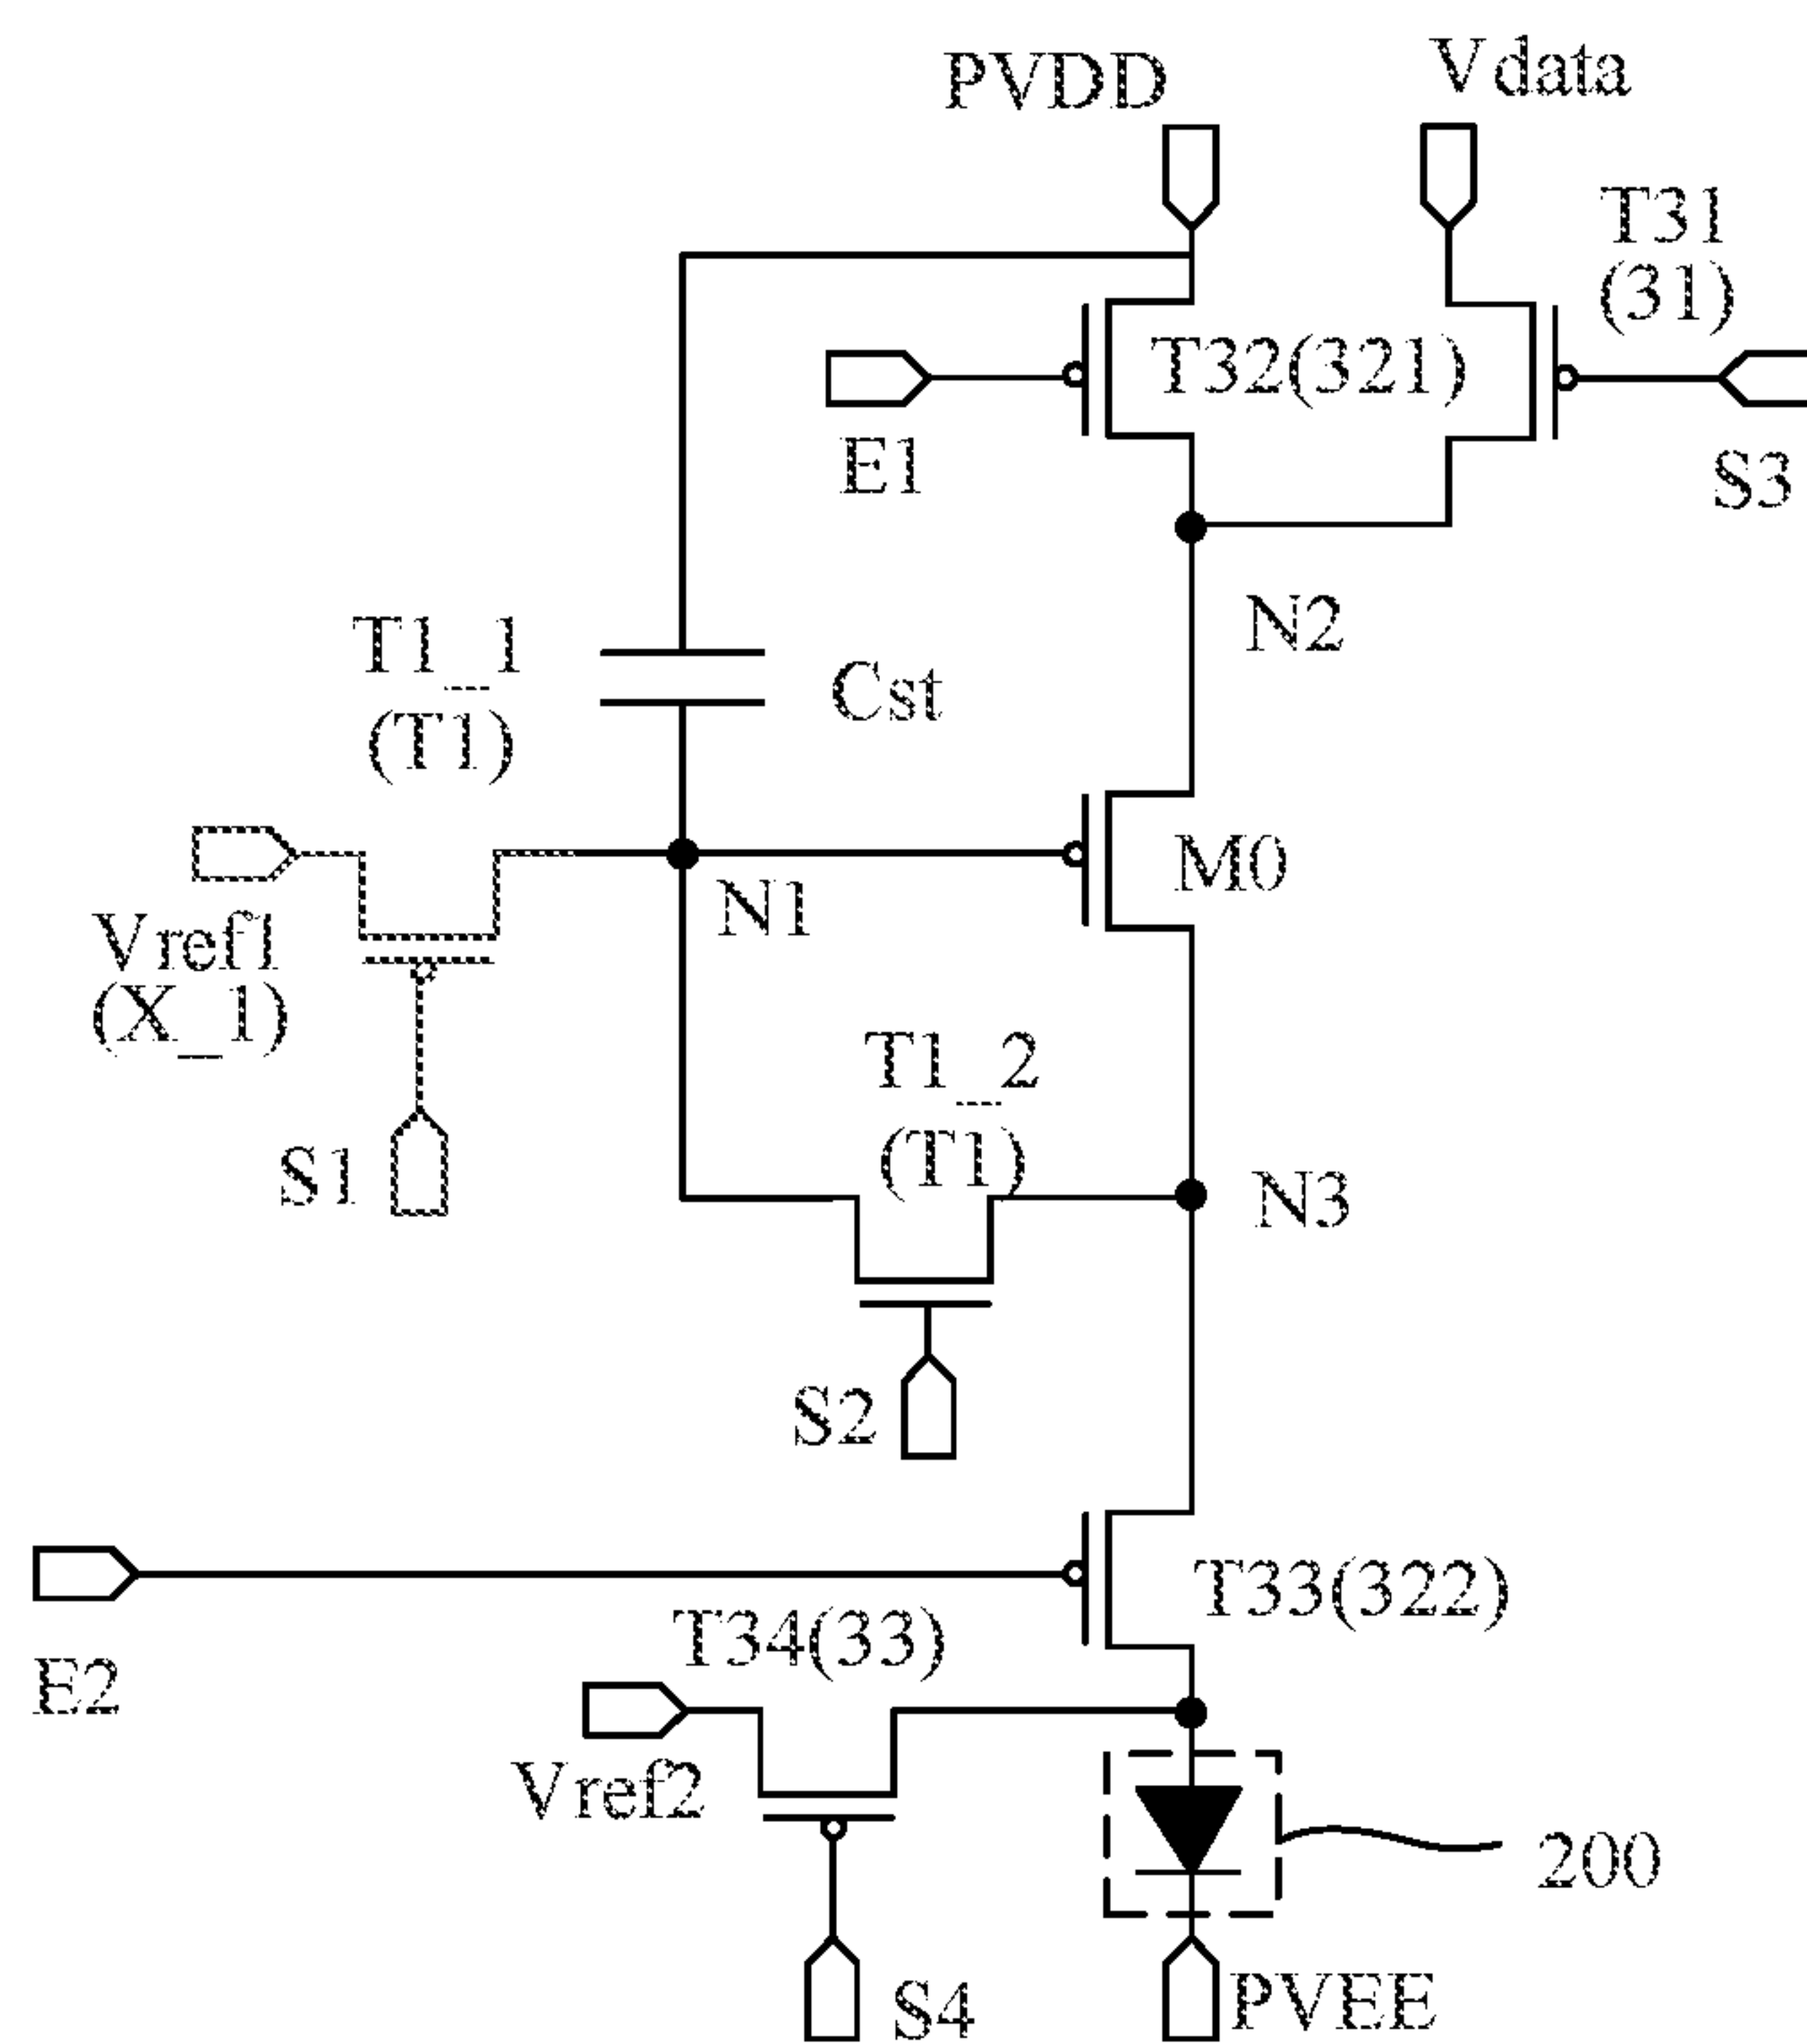 PVDD
Vdata
T31
(31)
T32(321)
E1
S3
N2
T1_1
(T1)
Cst
M0
N1
Vref1
(X_1)
T1_2
(T1)
S1
N3
S2
T33(322)
T34(33)
E2
Vref2
200
S4
PVEE